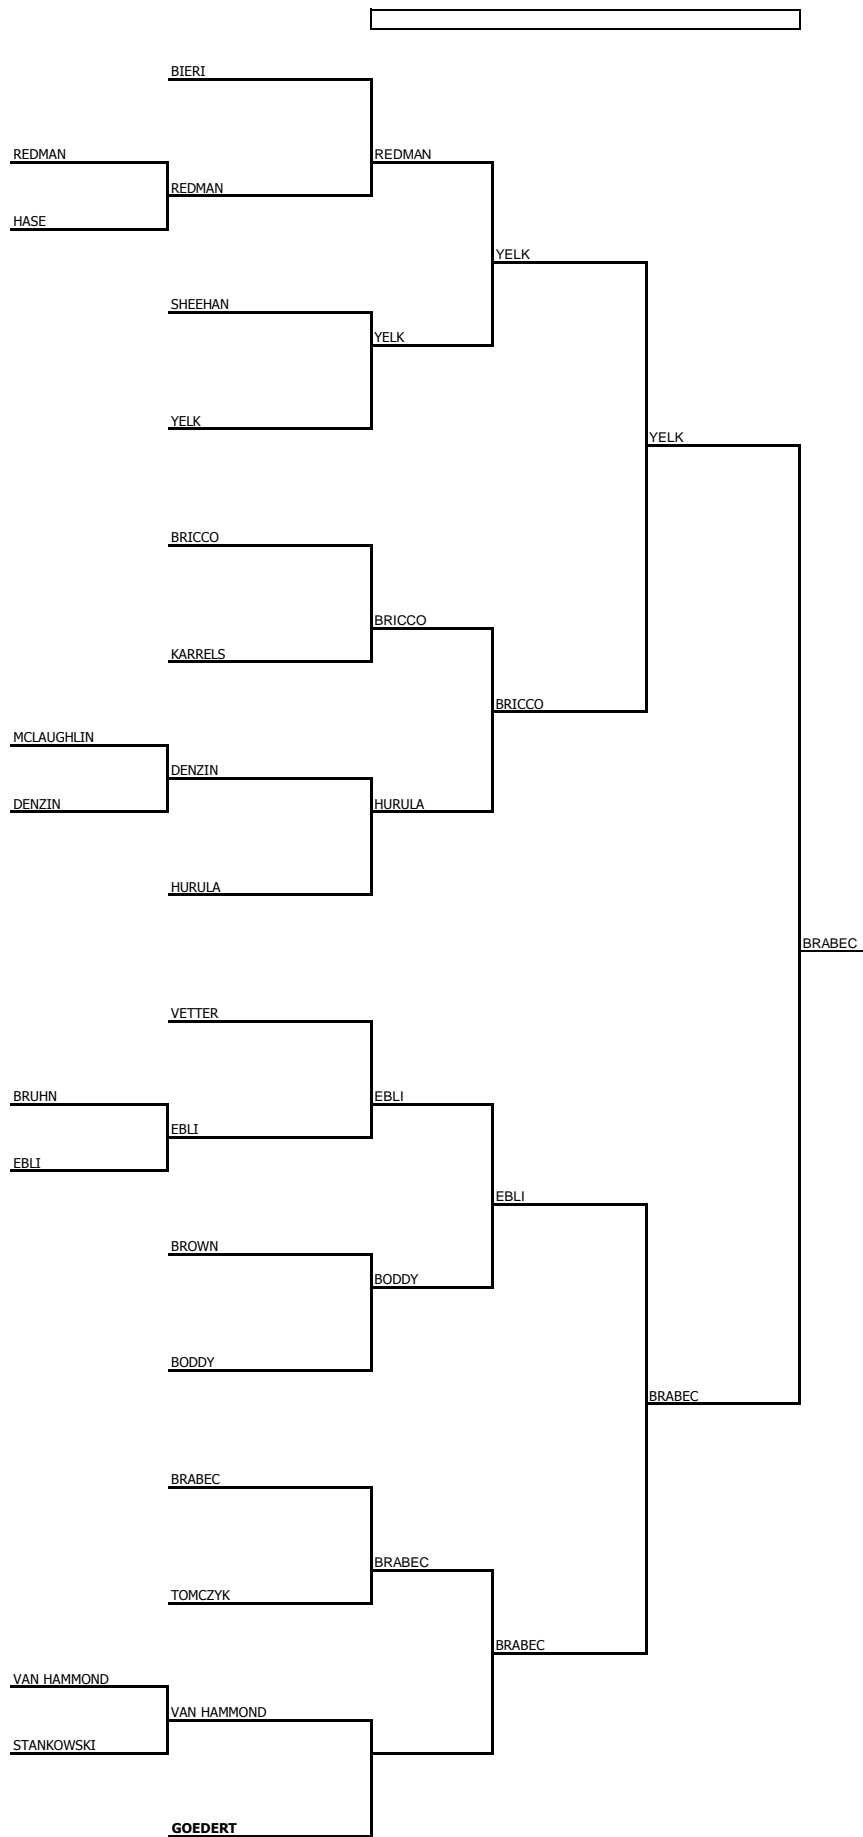 BIERI
REDMAN
REDMAN
REDMAN
HASE
YELK
SHEEHAN
YELK
YELK
YELK
BRICCO
BRICCO
KARRELS
BRICCO
MCLAUGHLIN
DENZIN
DENZIN
HURULA
HURULA
BRABEC
VETTER
BRUHN
EBLI
EBLI
EBLI
EBLI
BROWN
BODDY
BODDY
BRABEC
BRABEC
BRABEC
TOMCZYK
BRABEC
VAN HAMMOND
VAN HAMMOND
STANKOWSKI
GOEDERT